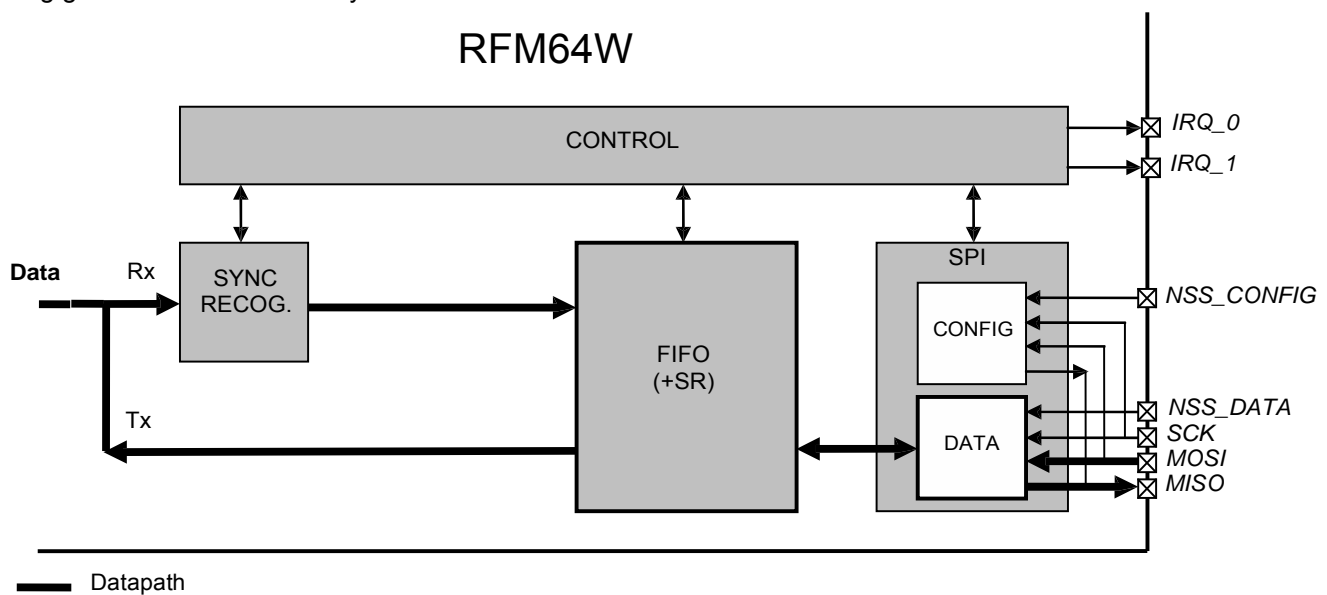 RFM64W
CONTROL
IRQ_0
IRQ_1
Data
Rx
SYNC
RECOG.
Tx
FIFO
(+SR)
SPI
CONFIG
DATA
NSS_CONFIG
NSS_DATA
SCK
MOSI
MISO
Datapath